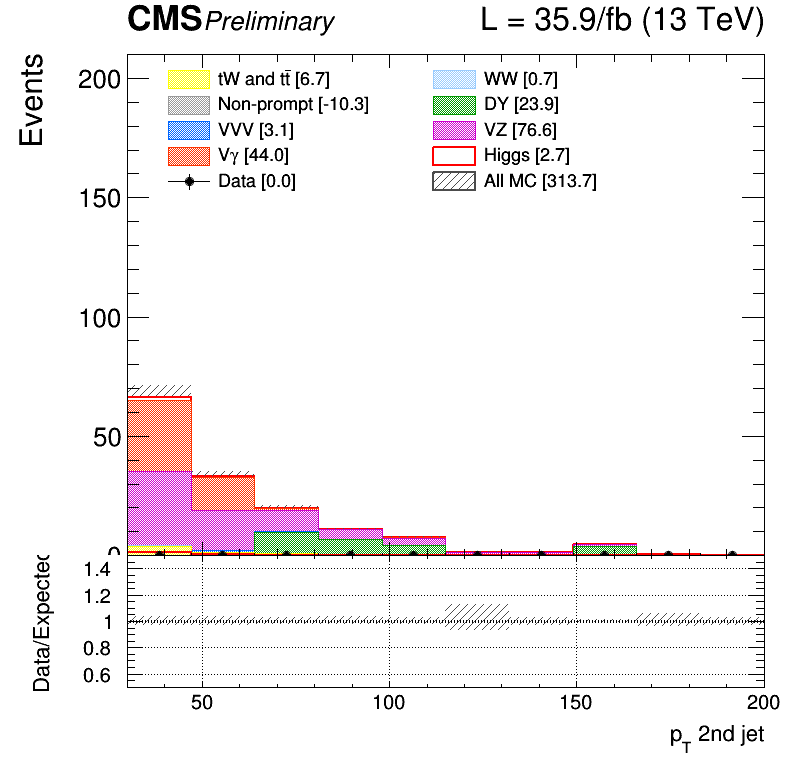 CMS Preliminary L = 35.9/fb (13 TeV)
Events
200
150
100
50
0
tW and tt̄ [6.7]
Non-prompt [-10.3]
VVV [3.1]
Vγ [44.0]
Data [0.0]
WW [0.7]
DY [23.9]
VZ [76.6]
Higgs [2.7]
All MC [313.7]
Data/Expected
1.4
1.2
1
0.8
0.6
50 100 150 200
p_T 2nd jet